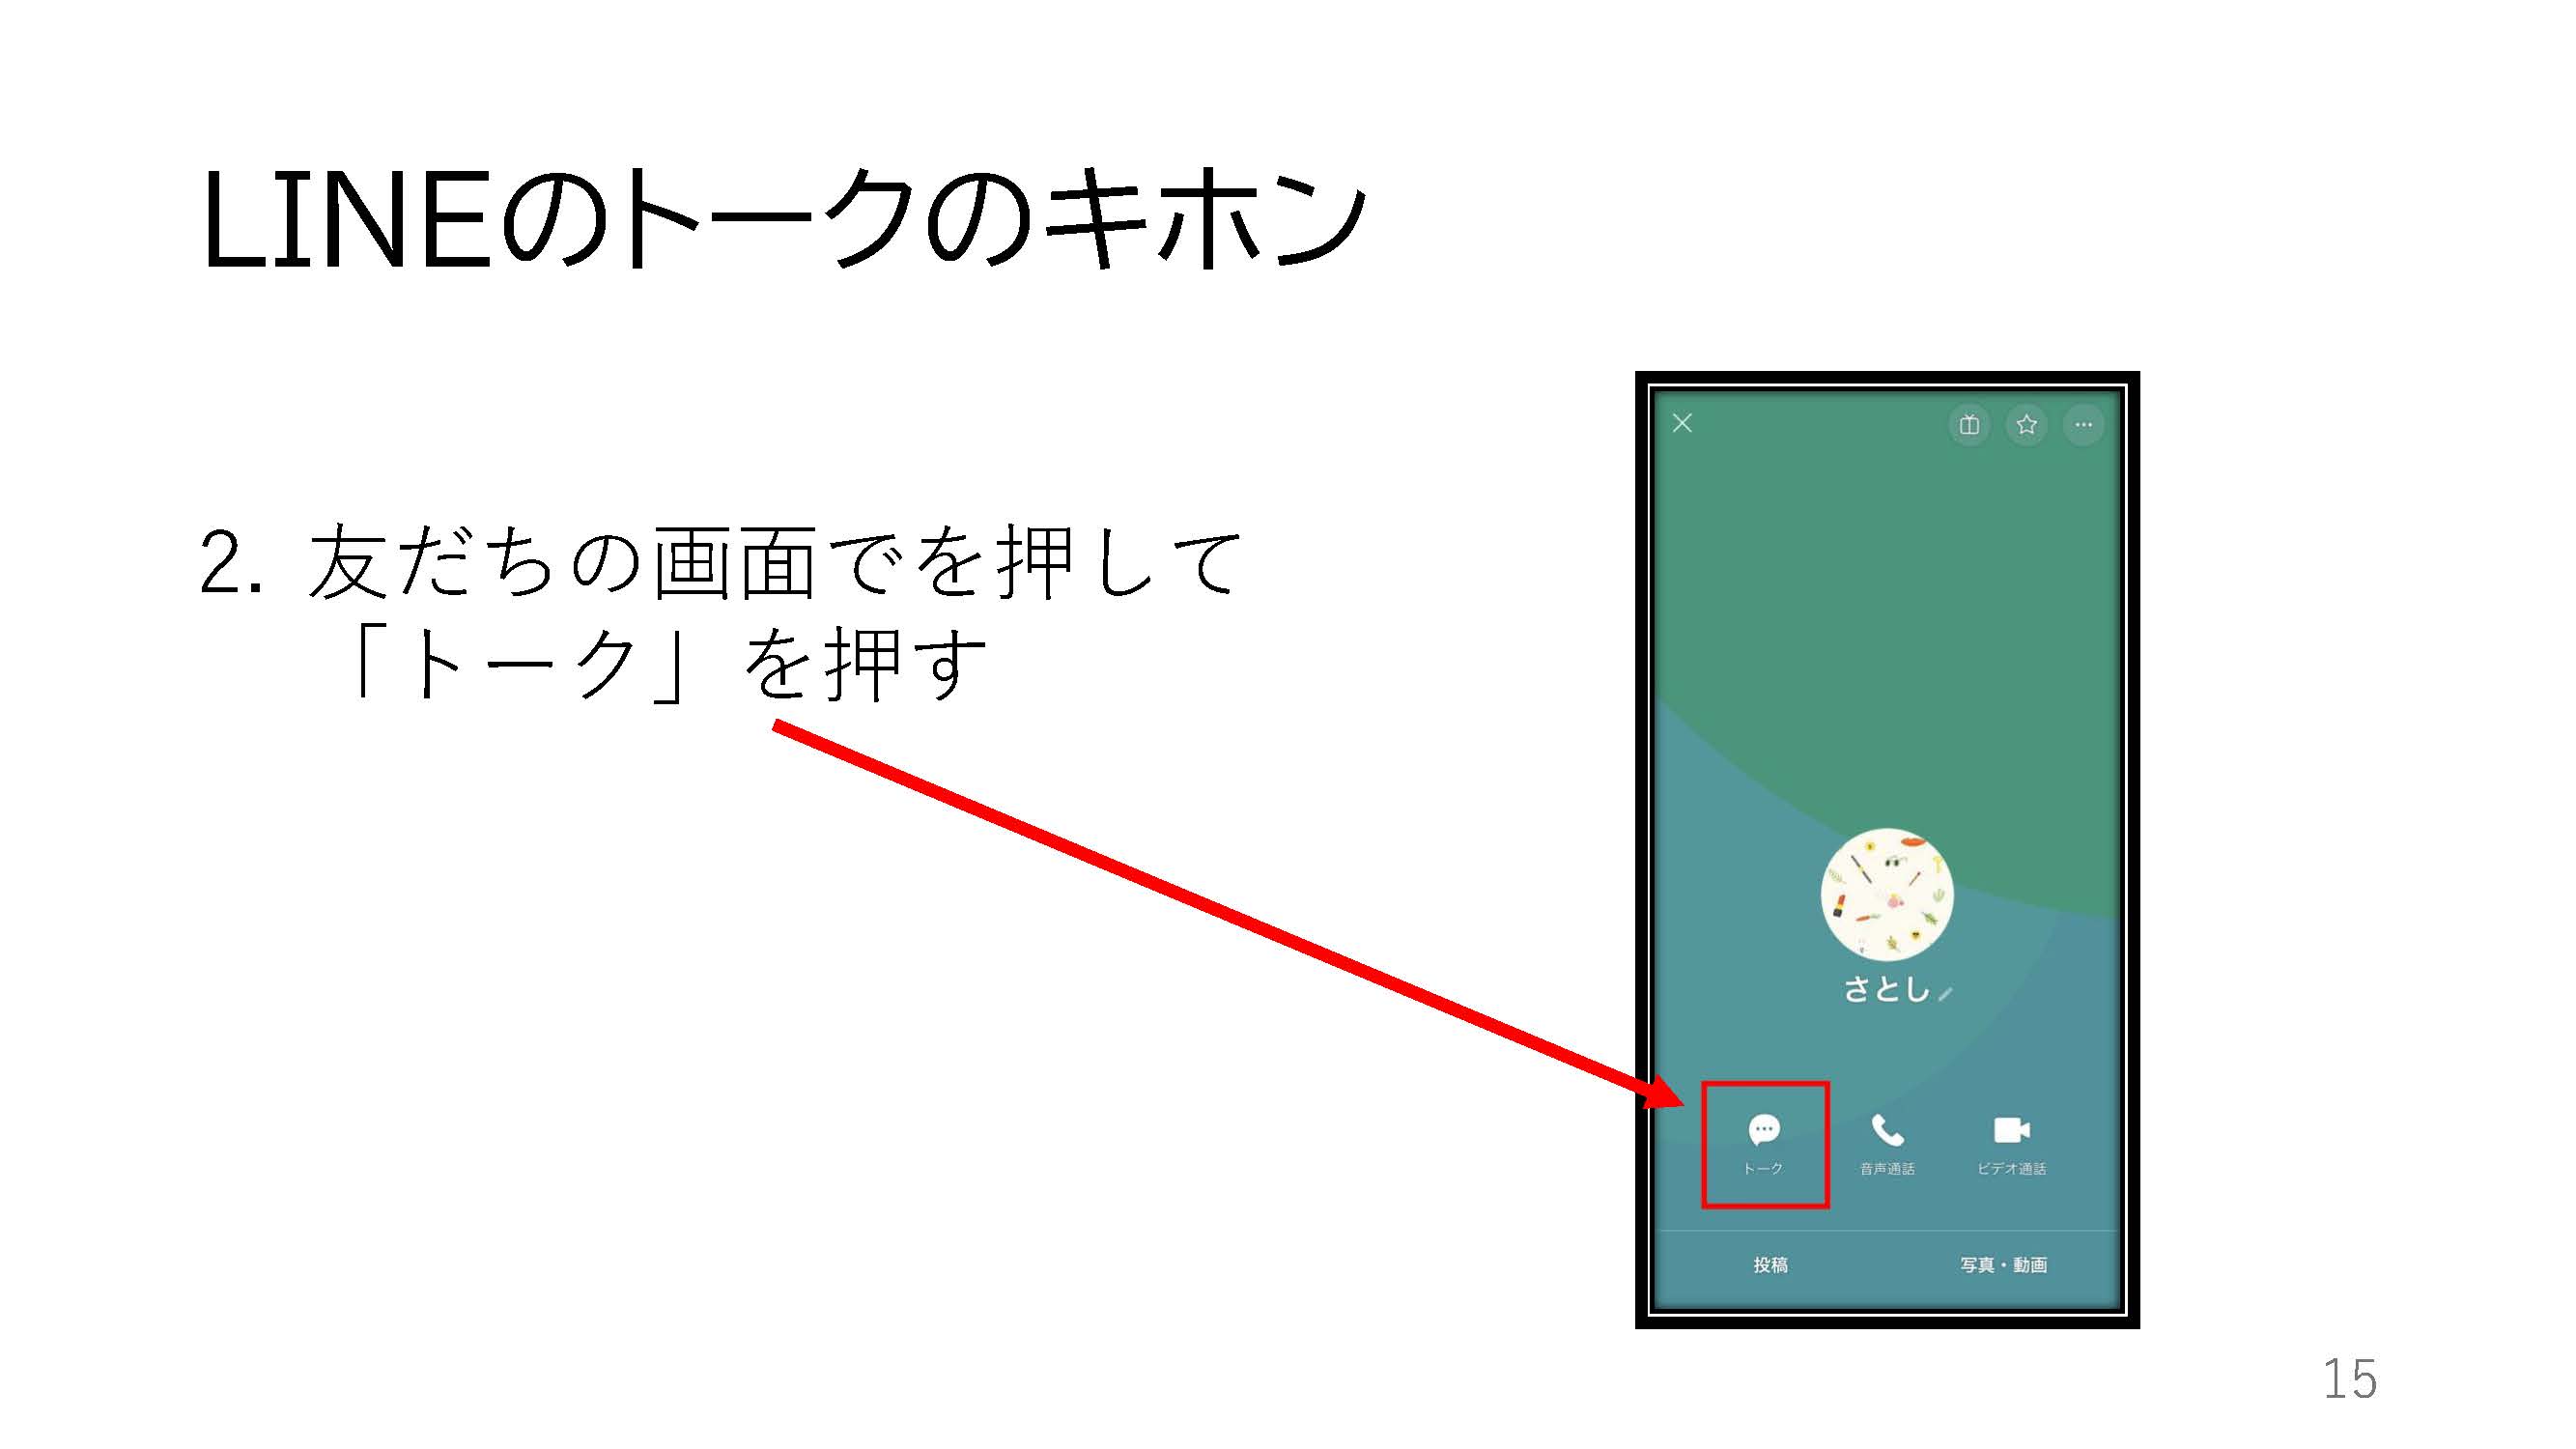 LINEのトークのキホン
2. 友だちの画面でを押して
「トーク」を押す
さとし
トーク 音声通話 ビデオ通話
投稿 写真・動画
15